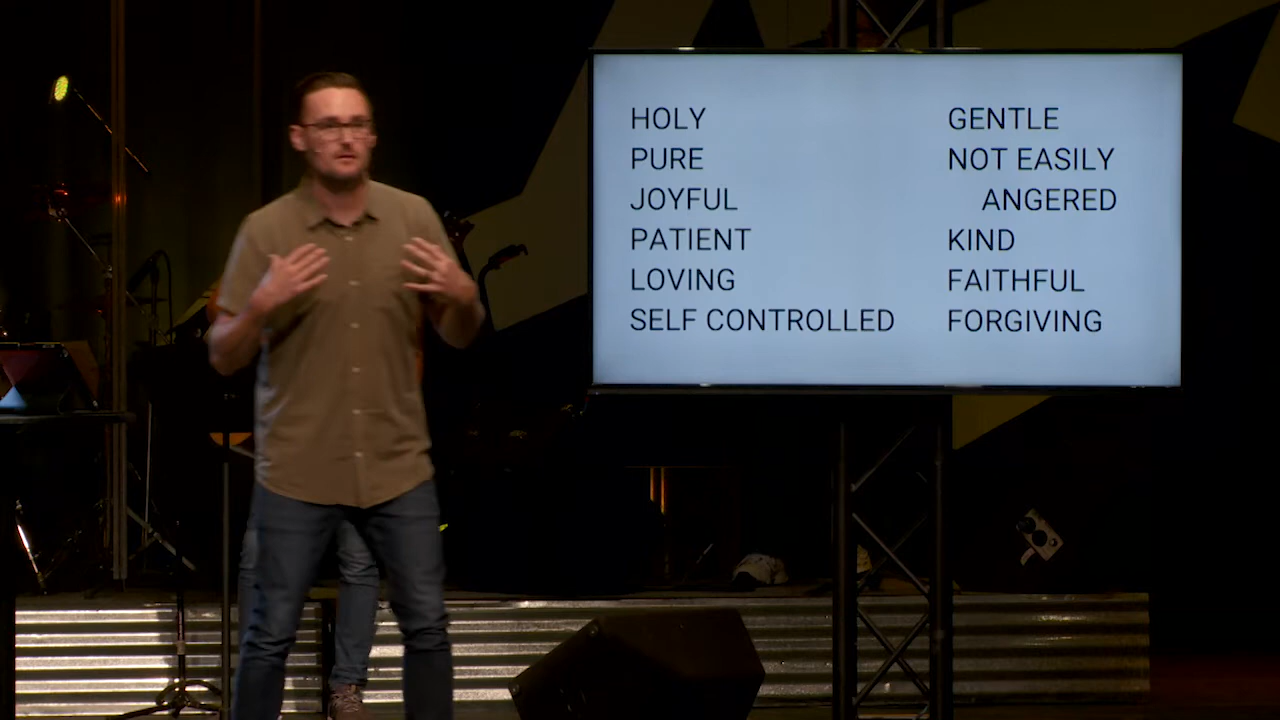 HOLY
PURE
JOYFUL
PATIENT
LOVING
SELF CONTROLLED
GENTLE
NOT EASILY
ANGERED
KIND
FAITHFUL
FORGIVING